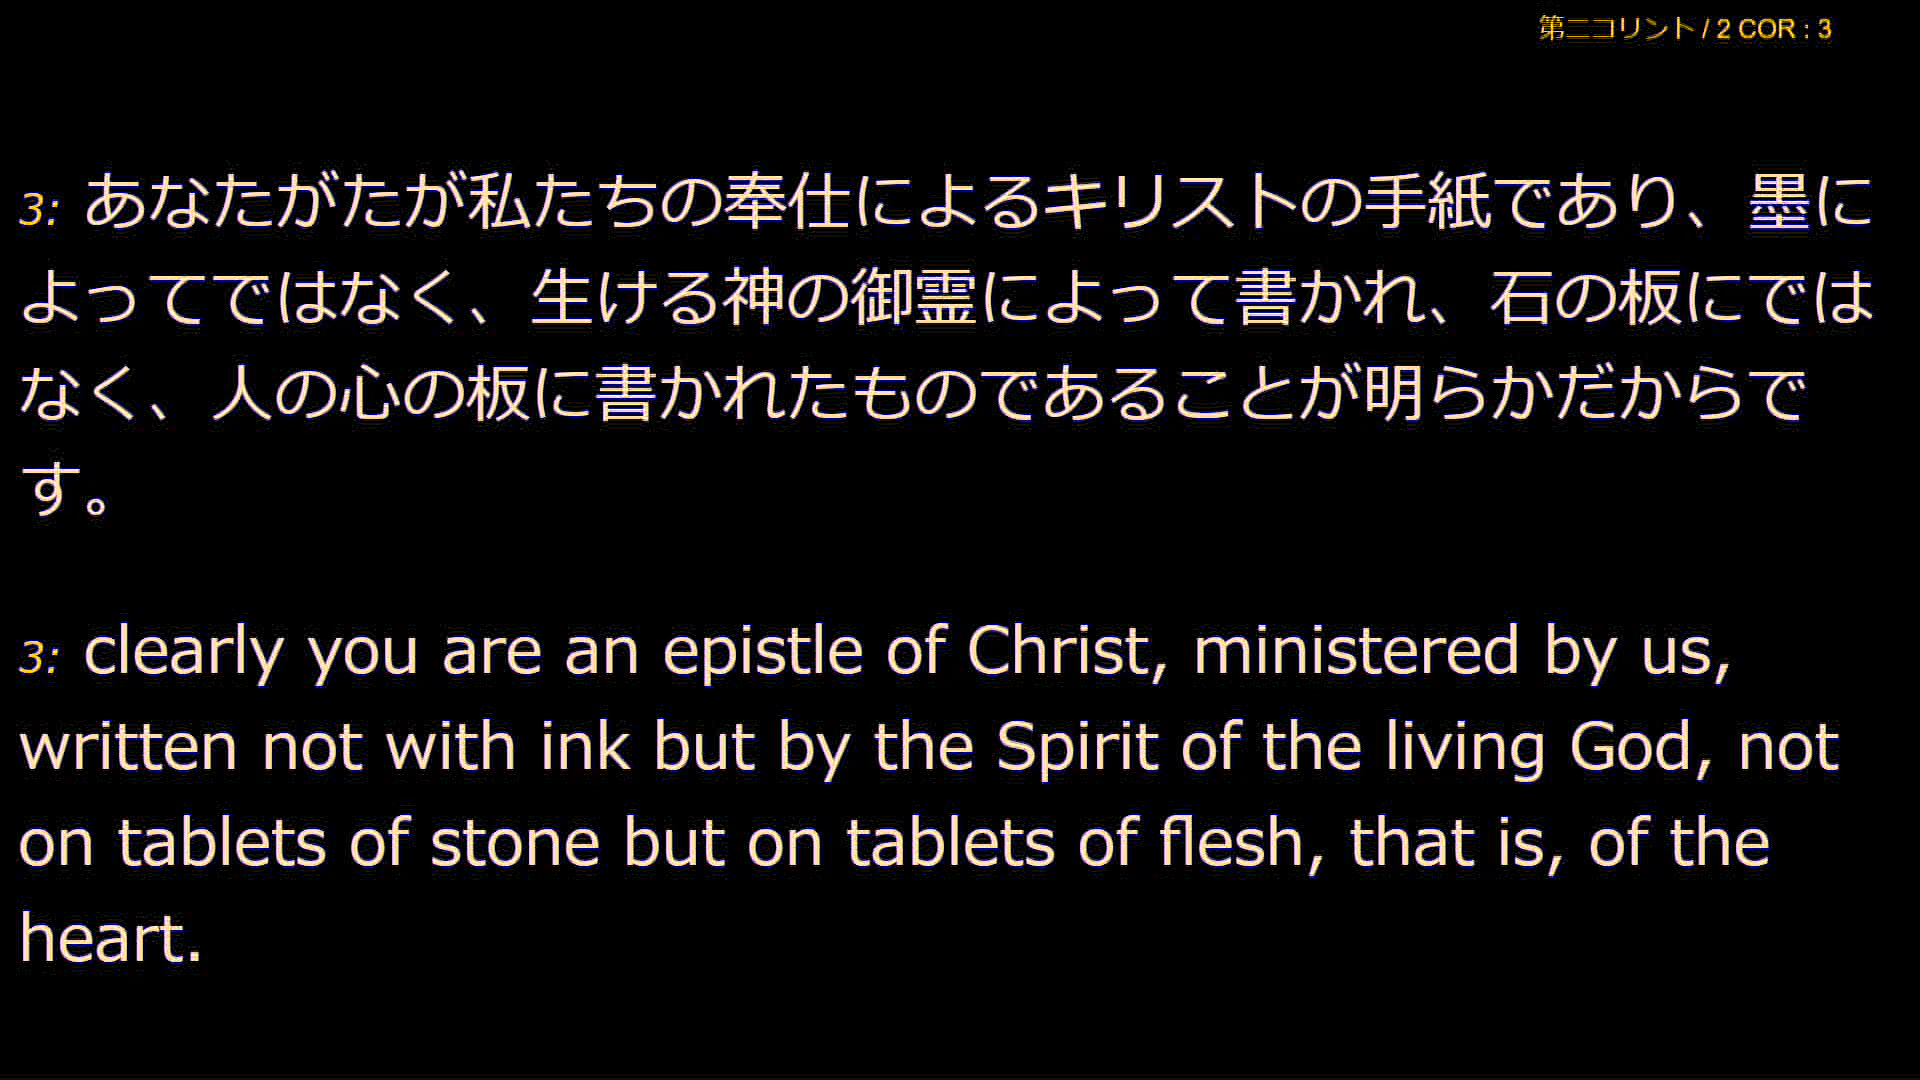 第二コリント / 2 COR : 3
3: あなたがたが私たちの奉仕によるキリストの手紙であり、墨に
よってではなく、生ける神の御霊によって書かれ、石の板にでは
なく、人の心の板に書かれたものであることが明らかだからで
す。
3: clearly you are an epistle of Christ, ministered by us,
written not with ink but by the Spirit of the living God, not
on tablets of stone but on tablets of flesh, that is, of the
heart.